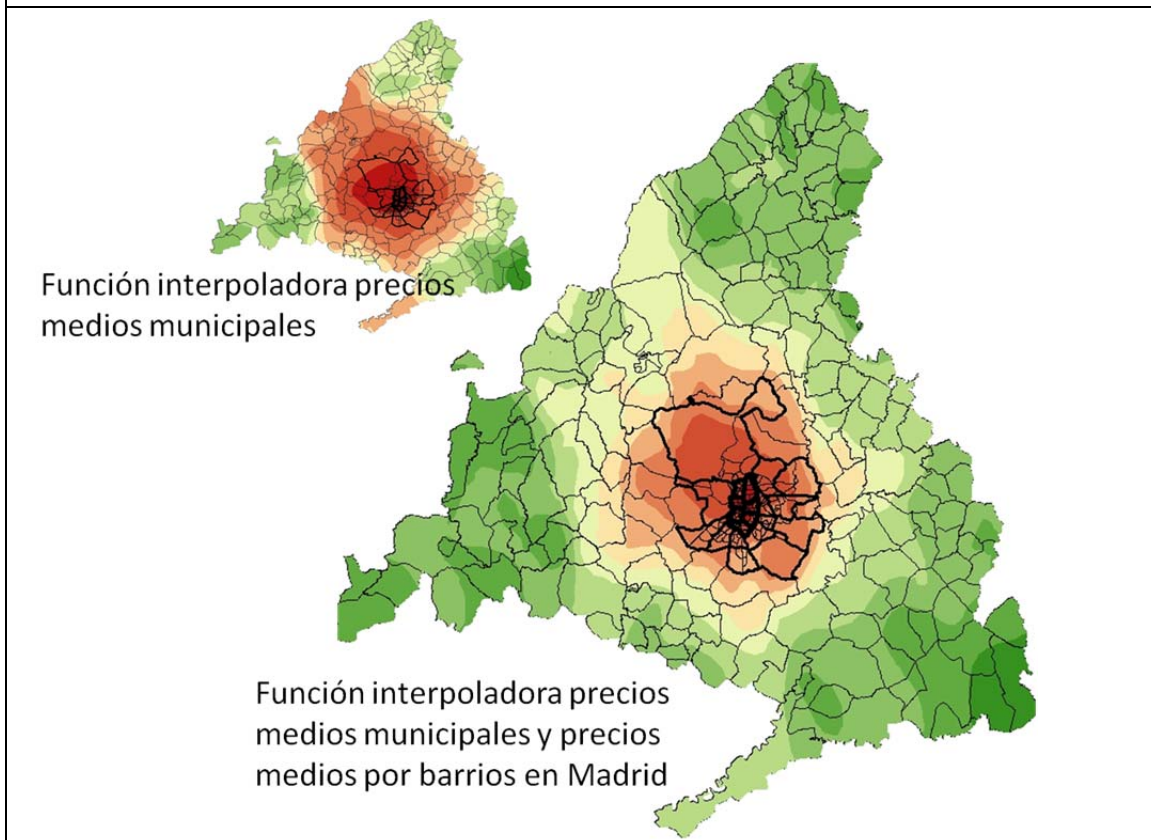 Función interpoladora precios
medios municipales
Función interpoladora precios
medios municipales y precios
medios por barrios en Madrid